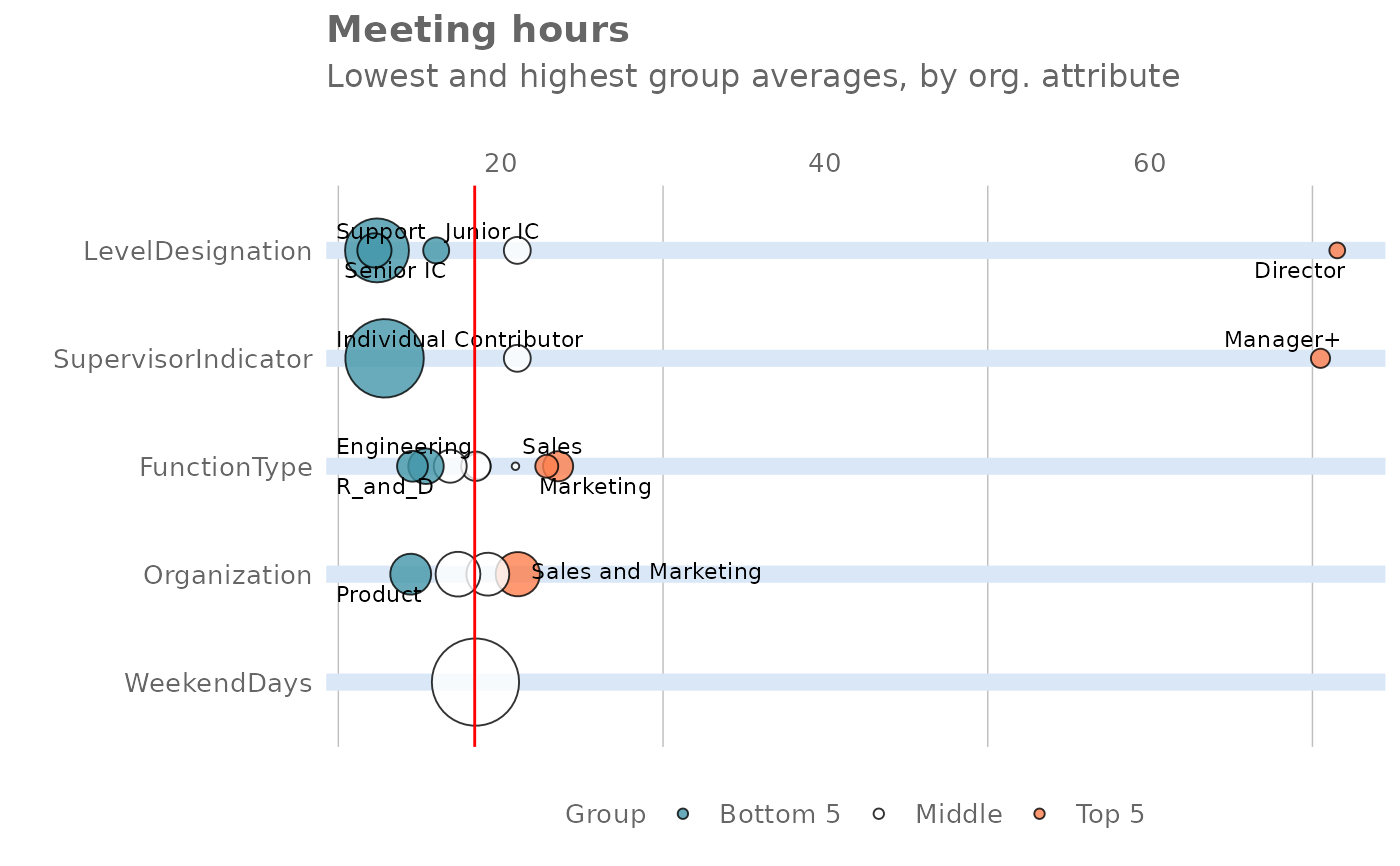 Meeting hours
Lowest and highest group averages, by org. attribute
20 40 60
LevelDesignation
Support
Junior IC
Senior IC
Director
SupervisorIndicator
Individual Contributor
Manager+
FunctionType
Engineering
Sales
R_and_D
Marketing
Organization
Sales and Marketing
Product
WeekendDays
Group Bottom 5 Middle Top 5